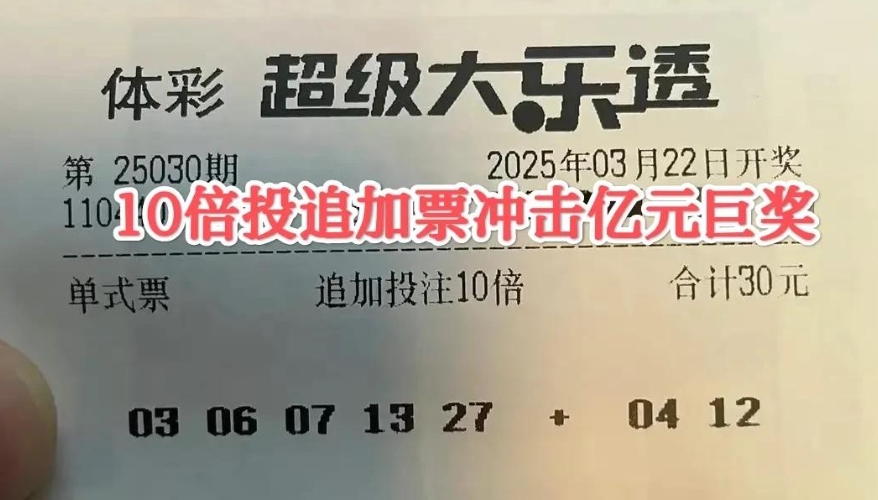 体彩 超级大乐透
第 25030期 2025年03月22日开奖
10倍投追加票冲击亿元巨奖
单式票 追加投注10倍 合计30元
03 06 07 13 27 + 04 12